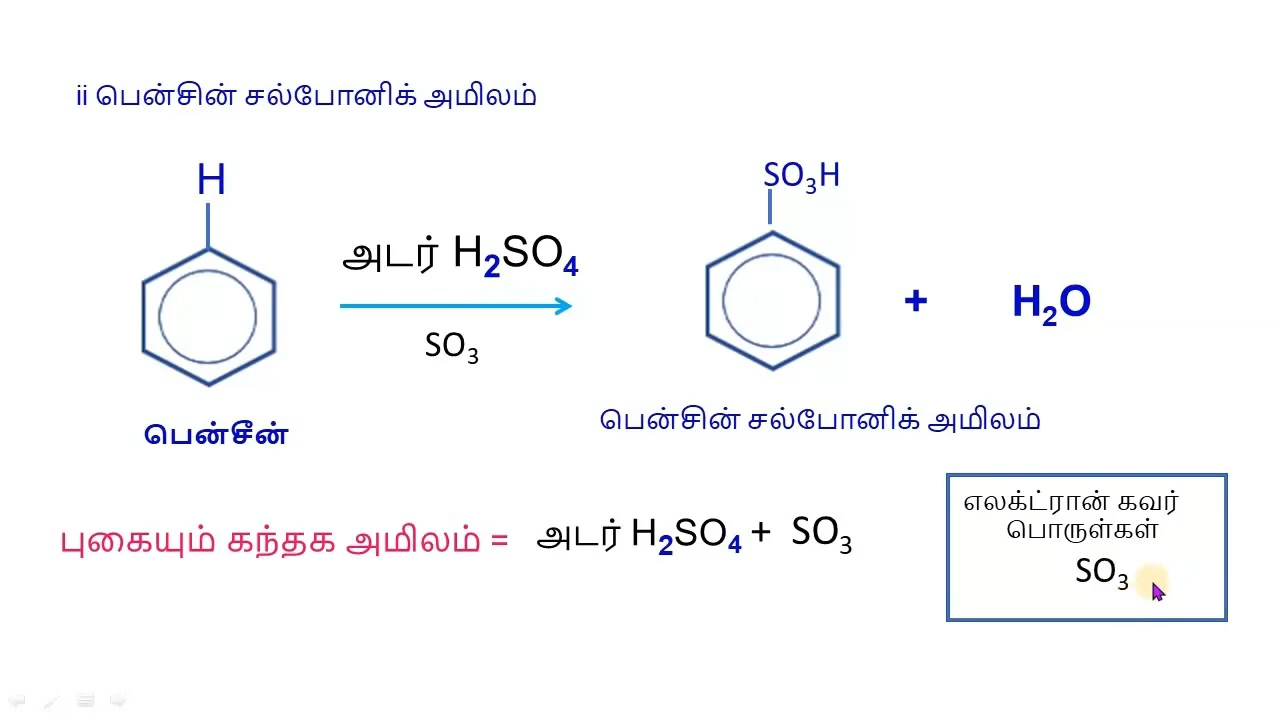 ii பென்சின் சல்போனிக் அமிலம்
H
SO₃H
அடர் H₂SO₄
SO₃
+ H₂O
பென்சீன்
பென்சின் சல்போனிக் அமிலம்
புகையும் கந்தக அமிலம் = அடர் H₂SO₄ + SO₃
எலக்ட்ரான் கவர்
பொருள்கள்
SO₃